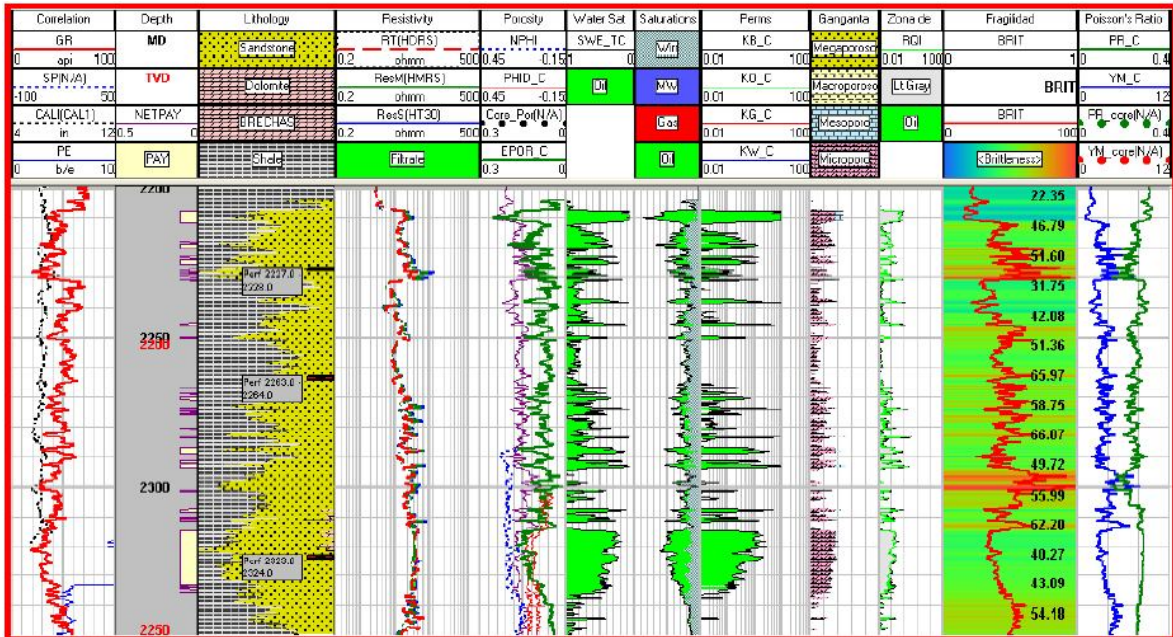 Correlation Depth Lithology Resistivity Porosity Water Sat Saturations Perms Ganganta Zona de Fragilidad Poisson's Ratio
GR MD Sandstone RT(HDRS) NPHI SWE_TC KB_C Megaporoso RQI BRIT PR_C
0 api 100 0.2 ohmm 500 0.45 -0.15 0.01 100 0.01 100 0 1 0 0.4
SP(N/A) TVD Dolomite ResM(HMRS) PHID_C Oil MW KO_C Macroporoso Lt Gray BRIT YM_C
-100 50 0.2 ohmm 500 0.45 -0.15 0.01 100 0 12
CALI(CAL1) NETPAY BRECHAS ResS(HT30) Core_Por(N/A) Gas KG_C Mesoporo Oil BRIT PR_core(N/A)
4 in 12 0.5 0 0.2 ohmm 500 0.3 0 0.01 100 0 100 0 0.4
PE PAY Shale Filtrate EPOR_C Oil KW_C Microporo <Brittleness> YM_core(N/A)
0 b/e 10 0.3 0 0.01 100 0 12
2200
22.35
46.79
51.60
Perf 2227.0 -
2228.0
31.75
42.08
2250
2200
51.36
65.97
Perf 2263.0 -
2264.0
58.75
66.07
49.72
2300
55.99
62.20
40.27
Perf 2323.0 -
2324.0
43.09
54.18
2250